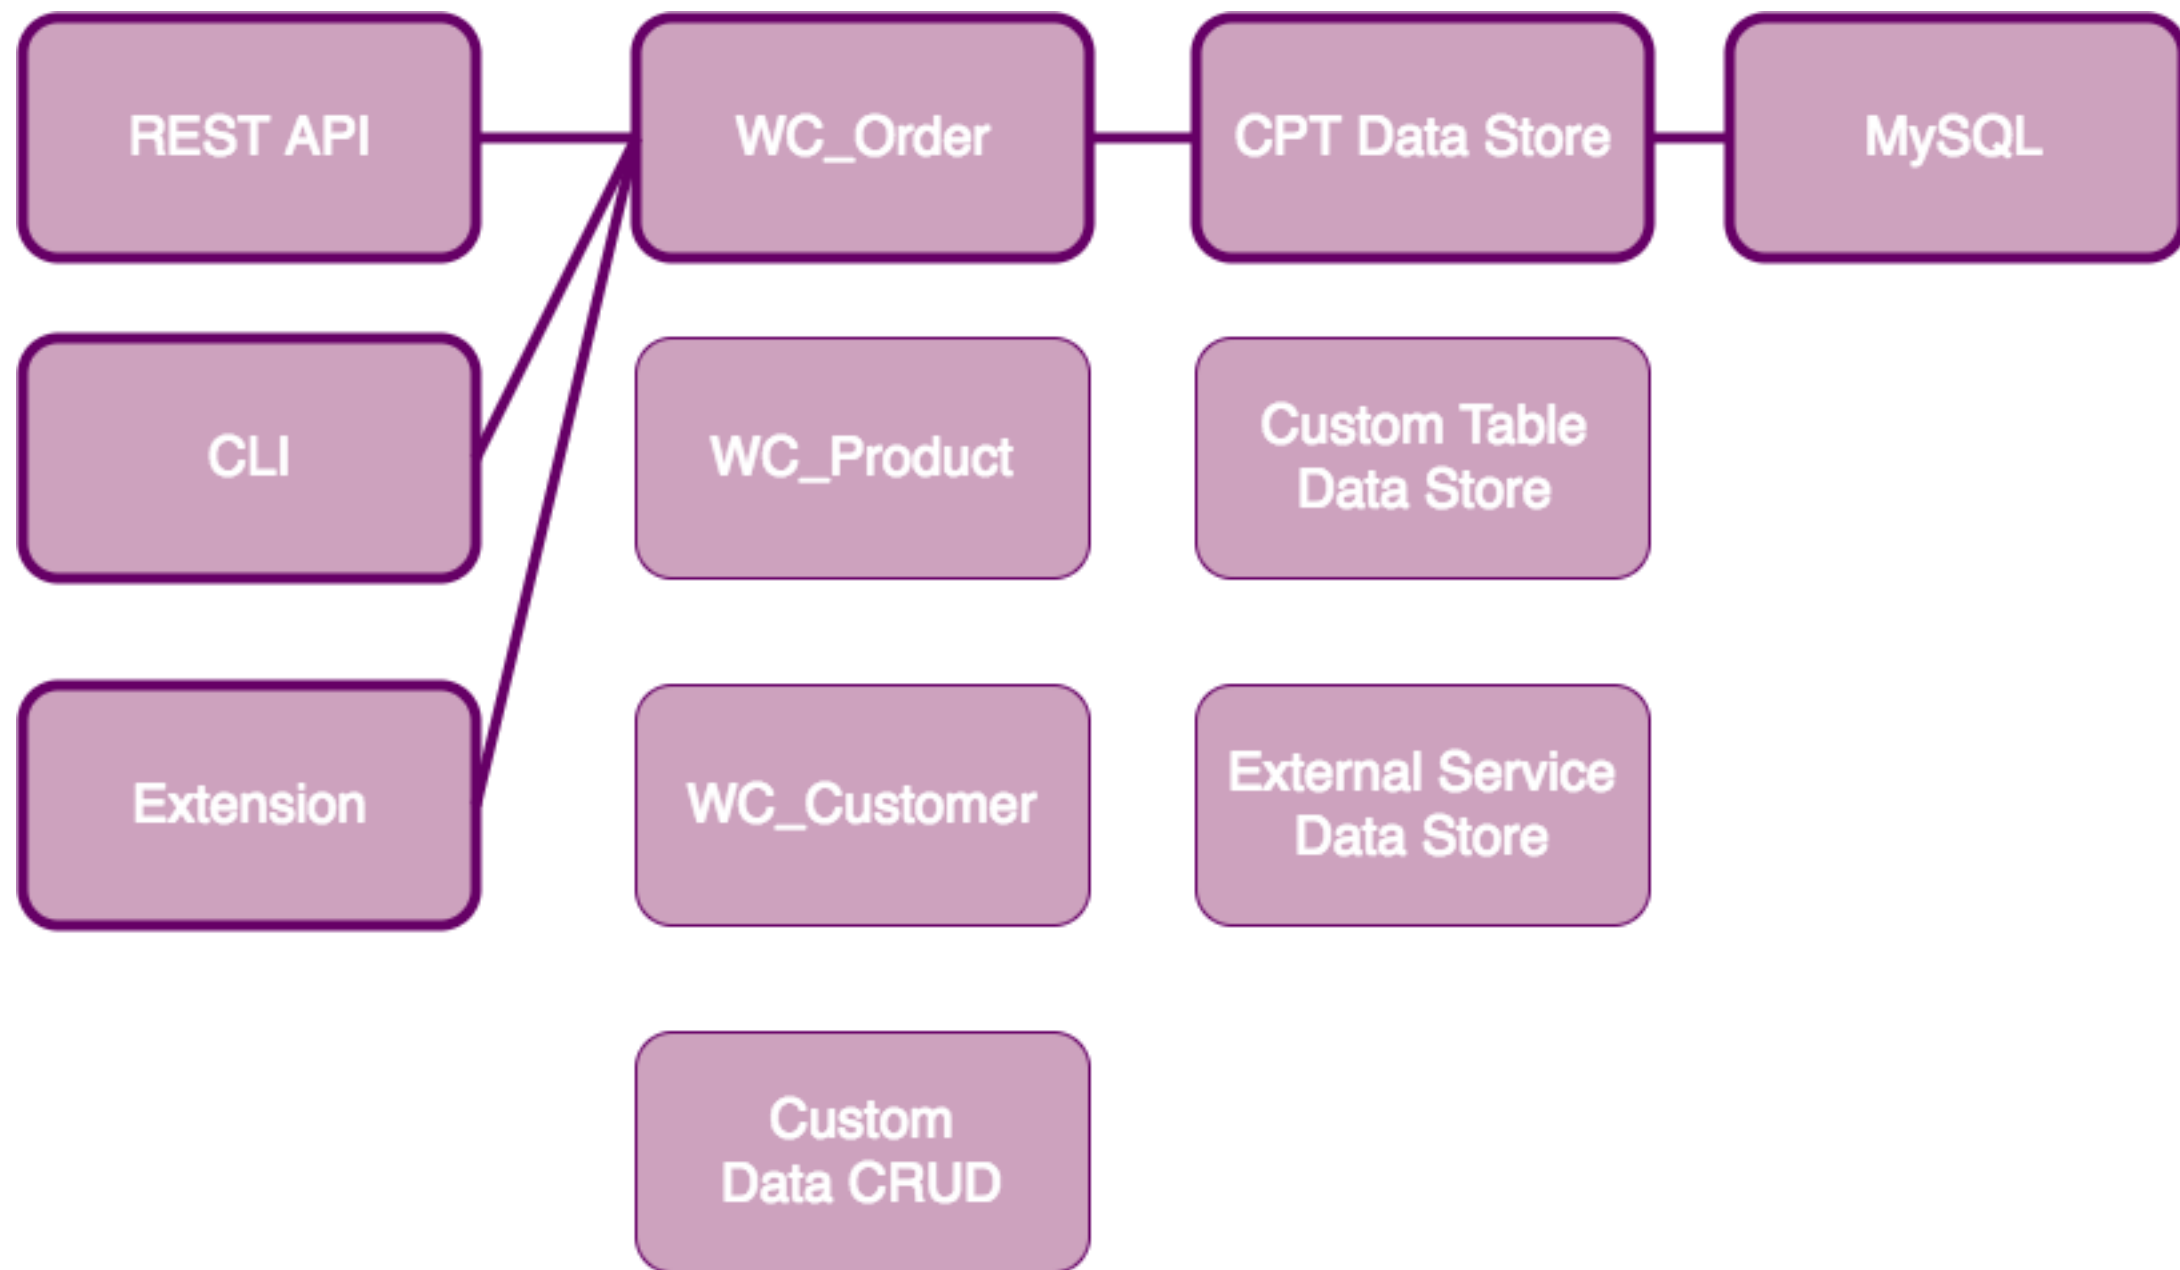 REST API
WC_Order
CPT Data Store
MySQL
CLI
WC_Product
Custom Table
Data Store
Extension
WC_Customer
External Service
Data Store
Custom
Data CRUD